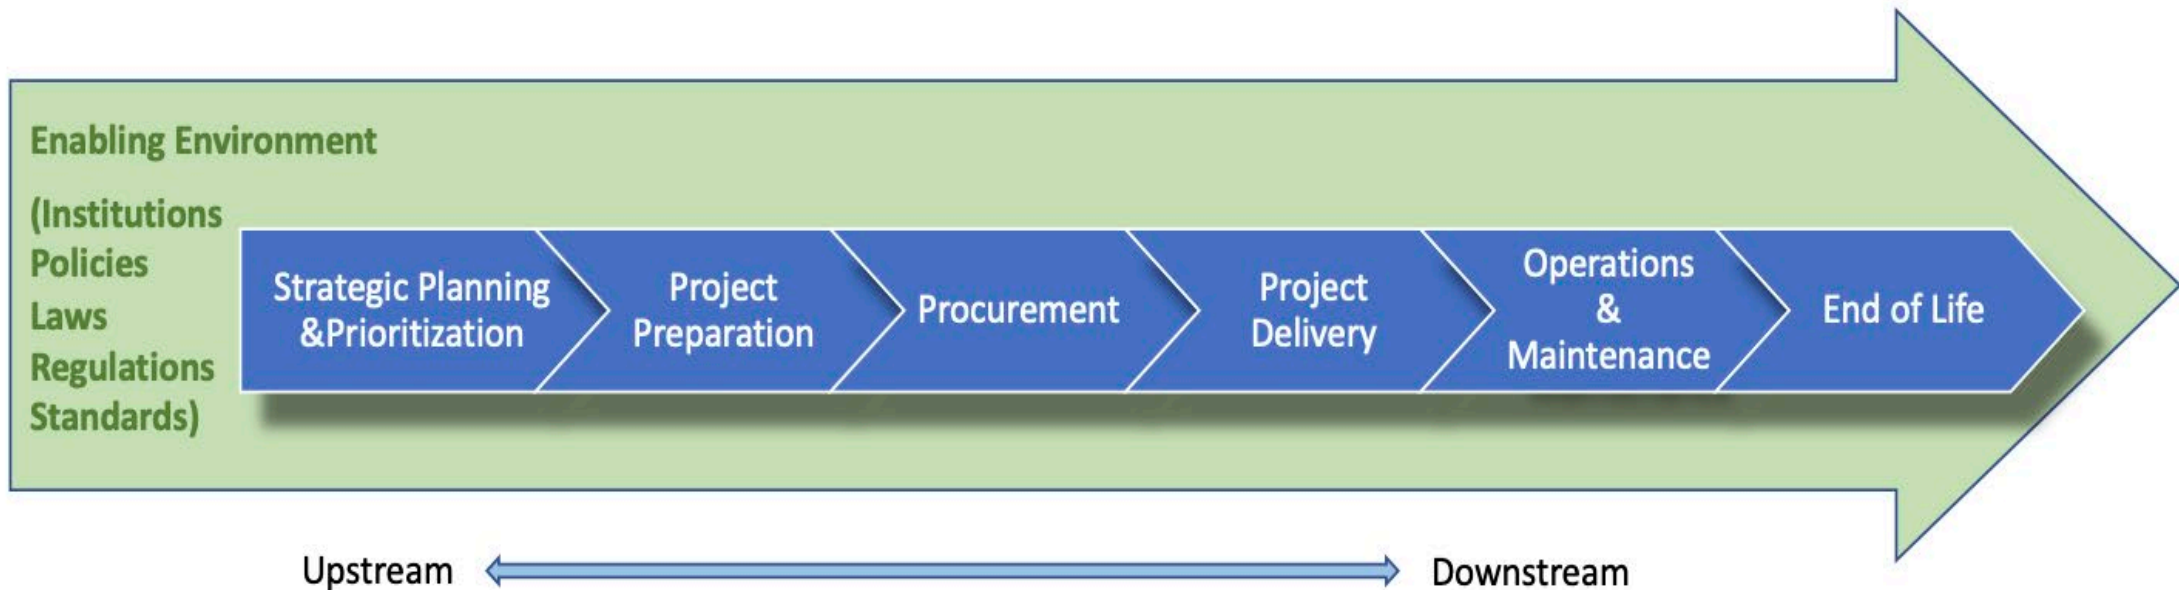 Enabling Environment
(Institutions
Policies
Laws
Regulations
Standards)
Strategic Planning
&Prioritization
Project
Preparation
Procurement
Project
Delivery
Operations
&
Maintenance
End of Life
Upstream
Downstream